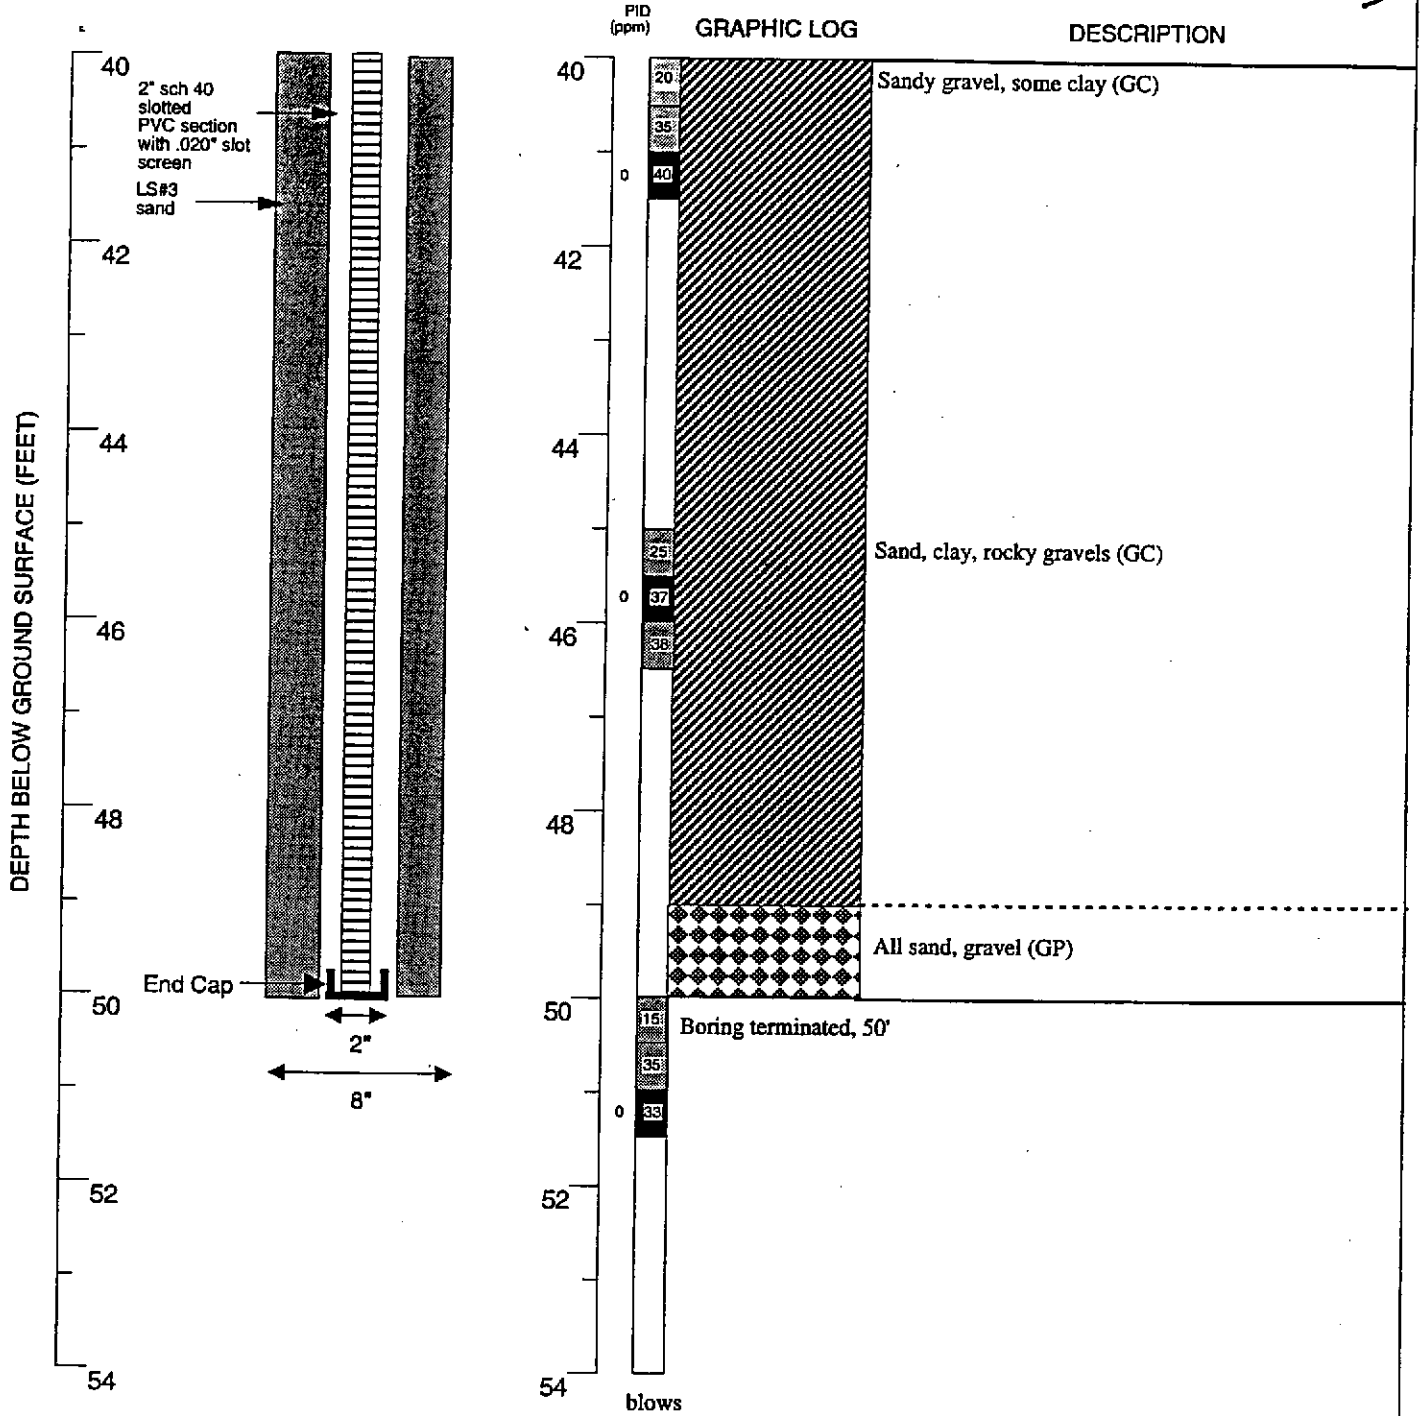 PID
(ppm)
GRAPHIC LOG
DESCRIPTION
DEPTH BELOW GROUND SURFACE (FEET)
40
42
44
46
48
50
52
54
2" sch 40
slotted
PVC section
with .020" slot
screen
LS#3
sand
End Cap
2"
8"
40
42
44
46
48
50
52
54
20
35
0 40
25
0 37
38
15
35
0 33
blows
Sandy gravel, some clay (GC)
Sand, clay, rocky gravels (GC)
All sand, gravel (GP)
Boring terminated, 50'